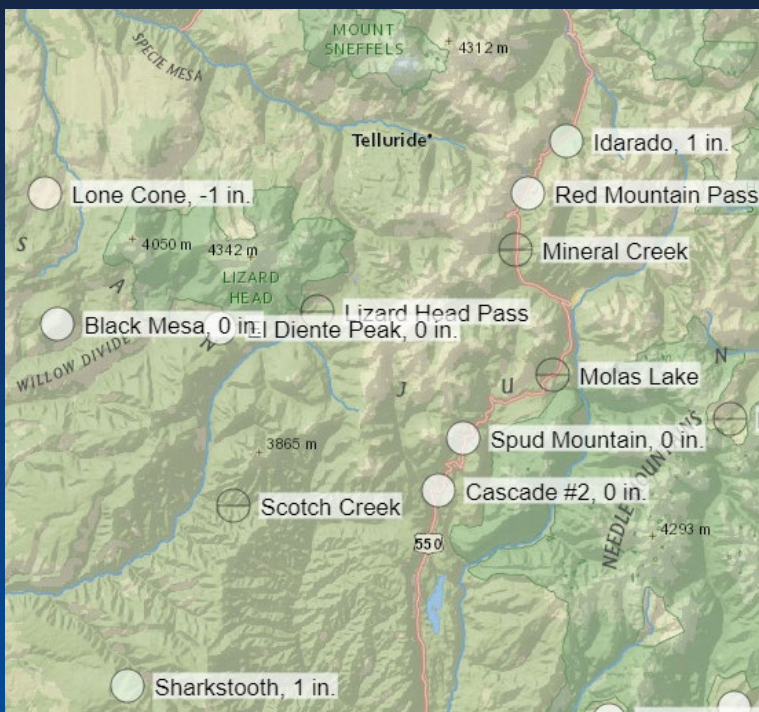 MOUNT
SNEFFELS
4312 m
SPECIE MESA
Telluride
Idarado, 1 in.
Lone Cone, -1 in.
Red Mountain Pass
S
4050 m
4342 m
Mineral Creek
A
LIZARD
HEAD
Lizard Head Pass
Black Mesa, 0 in.
El Diente Peak, 0 in.
N
WILLOW DIVIDE
N
J
U
Molas Lake
Spud Mountain, 0 in.
3865 m
NEEDLE MOUNTAINS
Cascade #2, 0 in.
Scotch Creek
4293 m
550
Sharkstooth, 1 in.